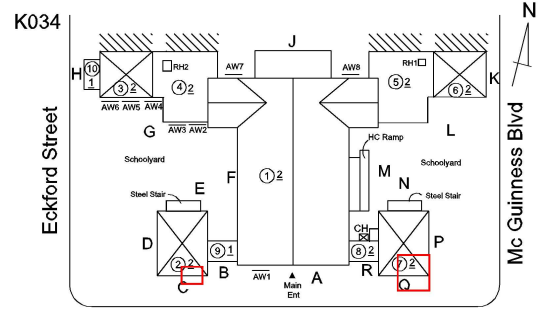 K034
N
J
H
10
1
3 2
RH2
4 2
AW7
AW8
RH1
5 2
6 2
K
AW6 AW5 AW4
G
AW3 AW2
L
HC Ramp
Schoolyard
Schoolyard
Eckford Street
Mc Guinness Blvd
F
1 2
M
Steel Stair
E
N
Steel Stair
D
P
CH
2 2
9 1
8 2
7 2
C
B
AW1
Main
Ent
A
R
Q